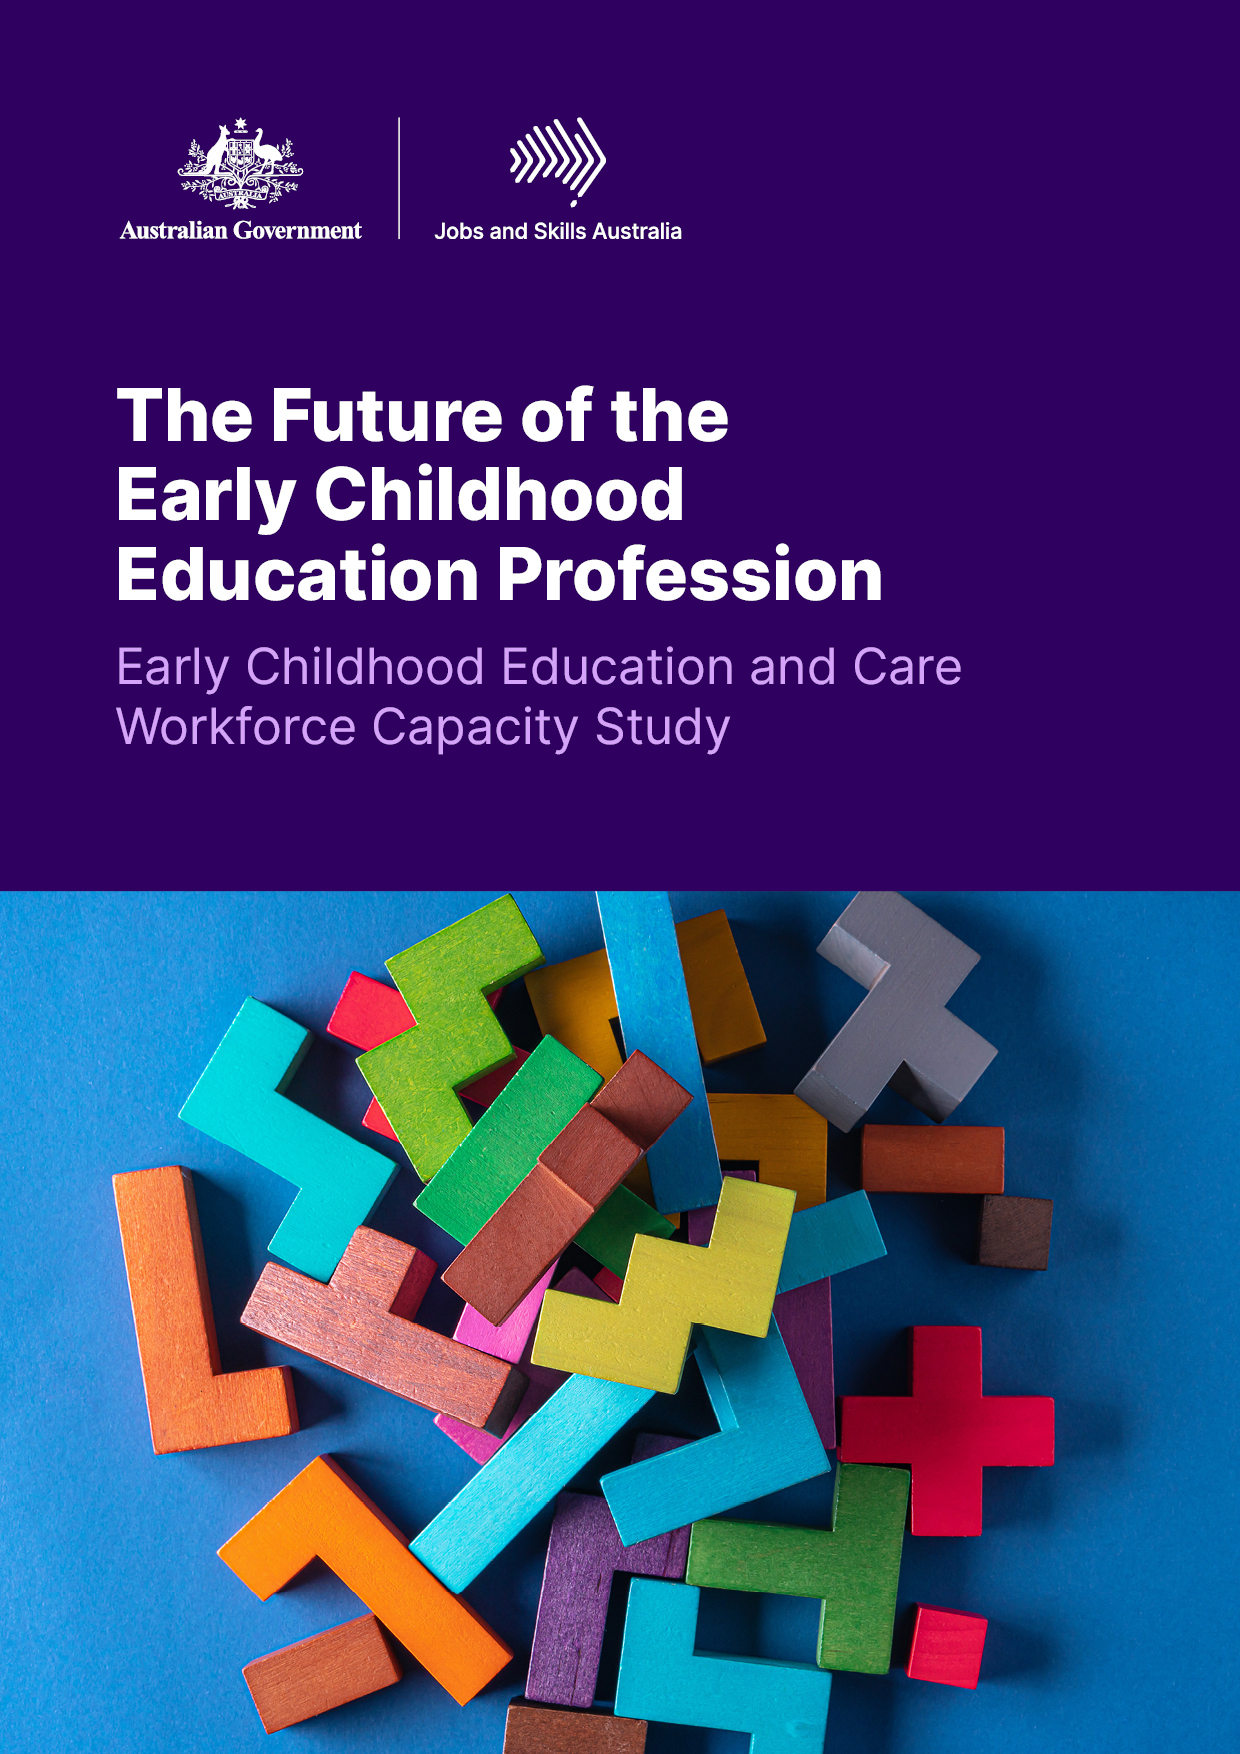 AUSTRALIA
Australian Government
Jobs and Skills Australia
The Future of the
Early Childhood
Education Profession
Early Childhood Education and Care
Workforce Capacity Study